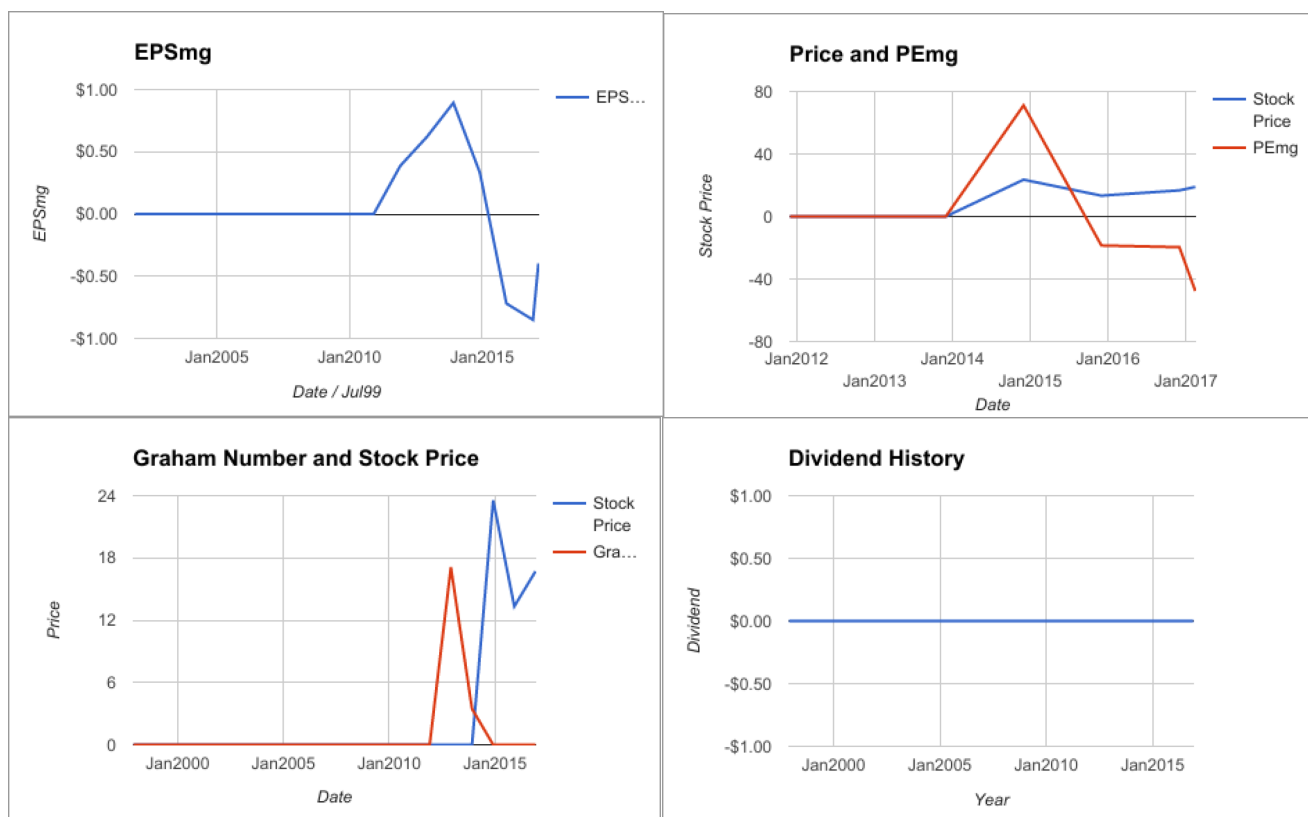 EPSmg
$1.00
$0.50
$0.00
-$0.50
-$1.00
EPSmg
Jan2005
Jan2010
Jan2015
Date / Jul99
EPS…
Price and PEmg
80
40
0
-40
-80
Stock Price
Jan2012
Jan2013
Jan2014
Jan2015
Jan2016
Jan2017
Date
Stock
Price
PEmg
Graham Number and Stock Price
24
18
12
6
0
Price
Jan2000
Jan2005
Jan2010
Jan2015
Date
Stock
Price
Gra…
Dividend History
$1.00
$0.50
$0.00
-$0.50
-$1.00
Dividend
Jan2000
Jan2005
Jan2010
Jan2015
Year